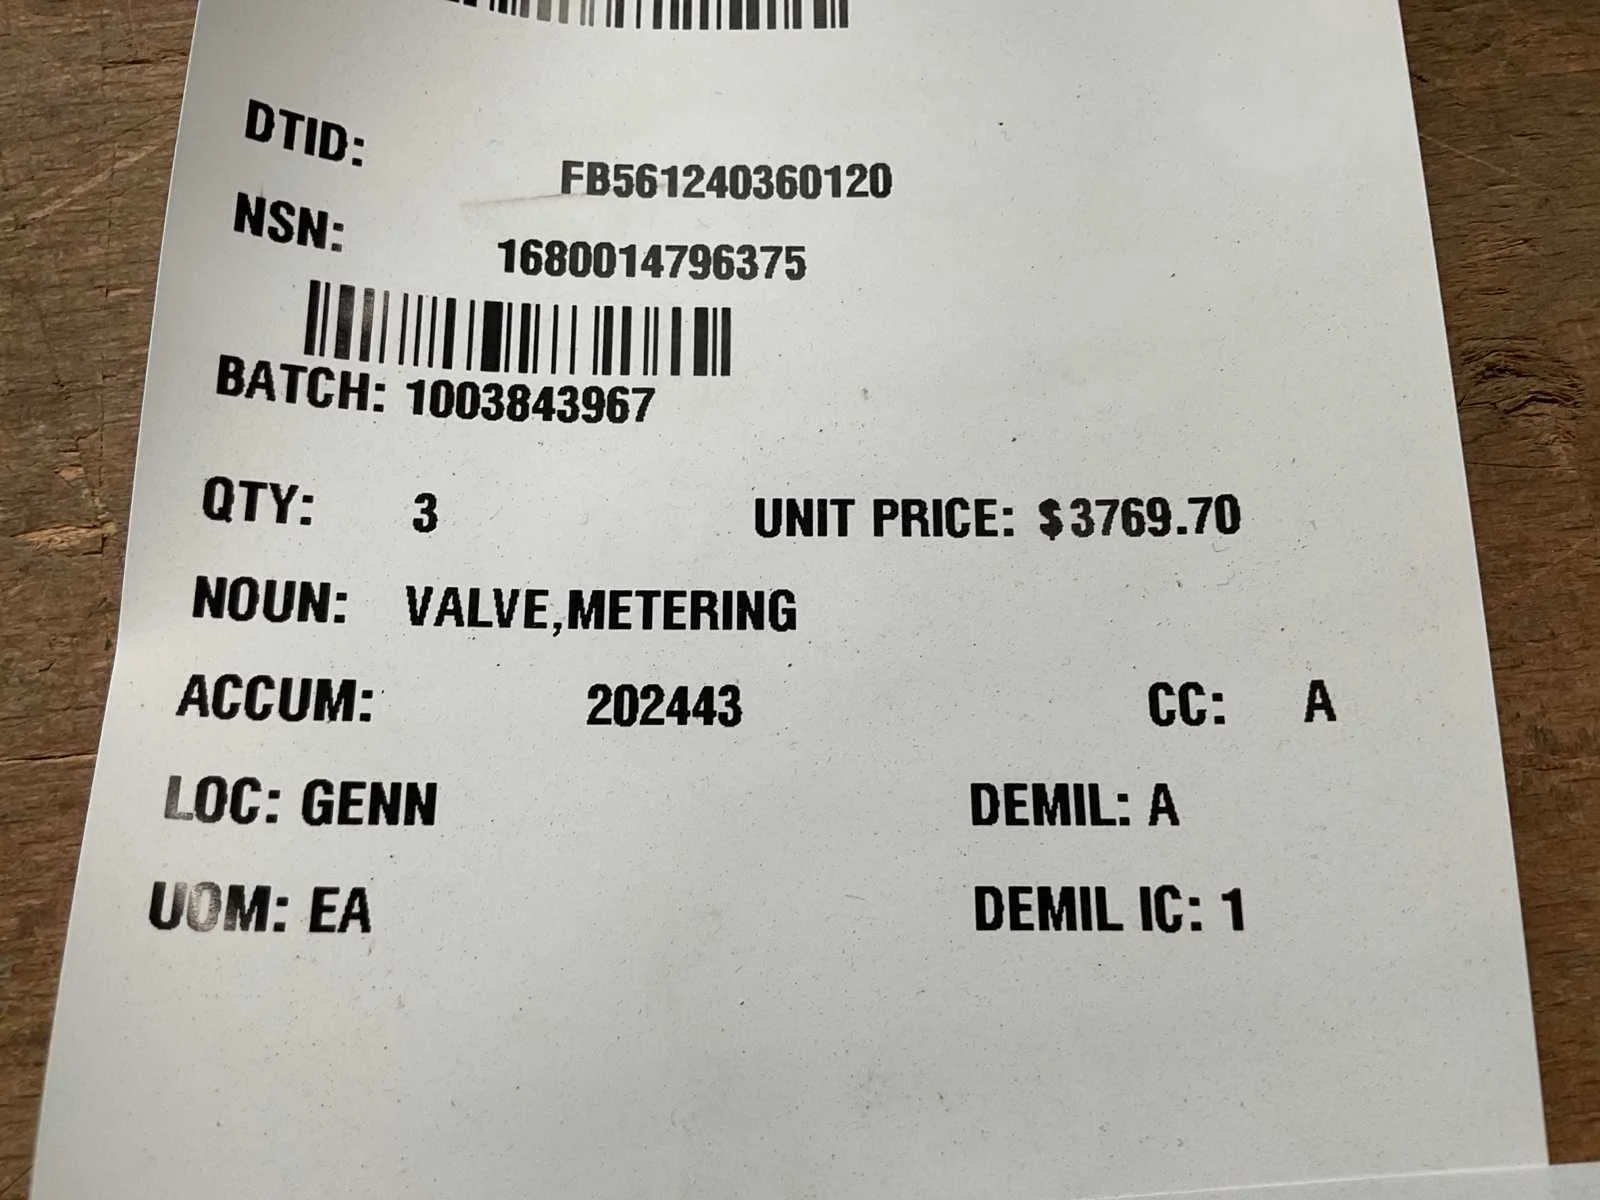 DTID: FB561240360120
NSN: 1680014796375
BATCH: 1003843967
QTY: 3 UNIT PRICE: $3769.70
NOUN: VALVE,METERING
ACCUM: 202443 CC: A
LOC: GENN DEMIL: A
UOM: EA DEMIL IC: 1